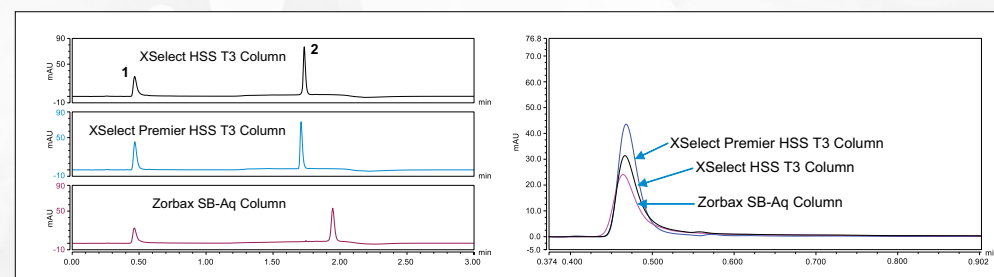 90
50
-10
mAU
XSelect HSS T3 Column
1
2
min
90
50
-10
mAU
XSelect Premier HSS T3 Column
min
90
50
-10
mAU
Zorbax SB-Aq Column
min
0.00 0.50 1.00 1.50 2.00 2.50 3.00
76.8
70.0
60.0
50.0
40.0
30.0
20.0
10.0
0.0
-5.0
mAU
XSelect Premier HSS T3 Column
XSelect HSS T3 Column
Zorbax SB-Aq Column
min
0.374 0.400 0.500 0.600 0.700 0.800 0.902